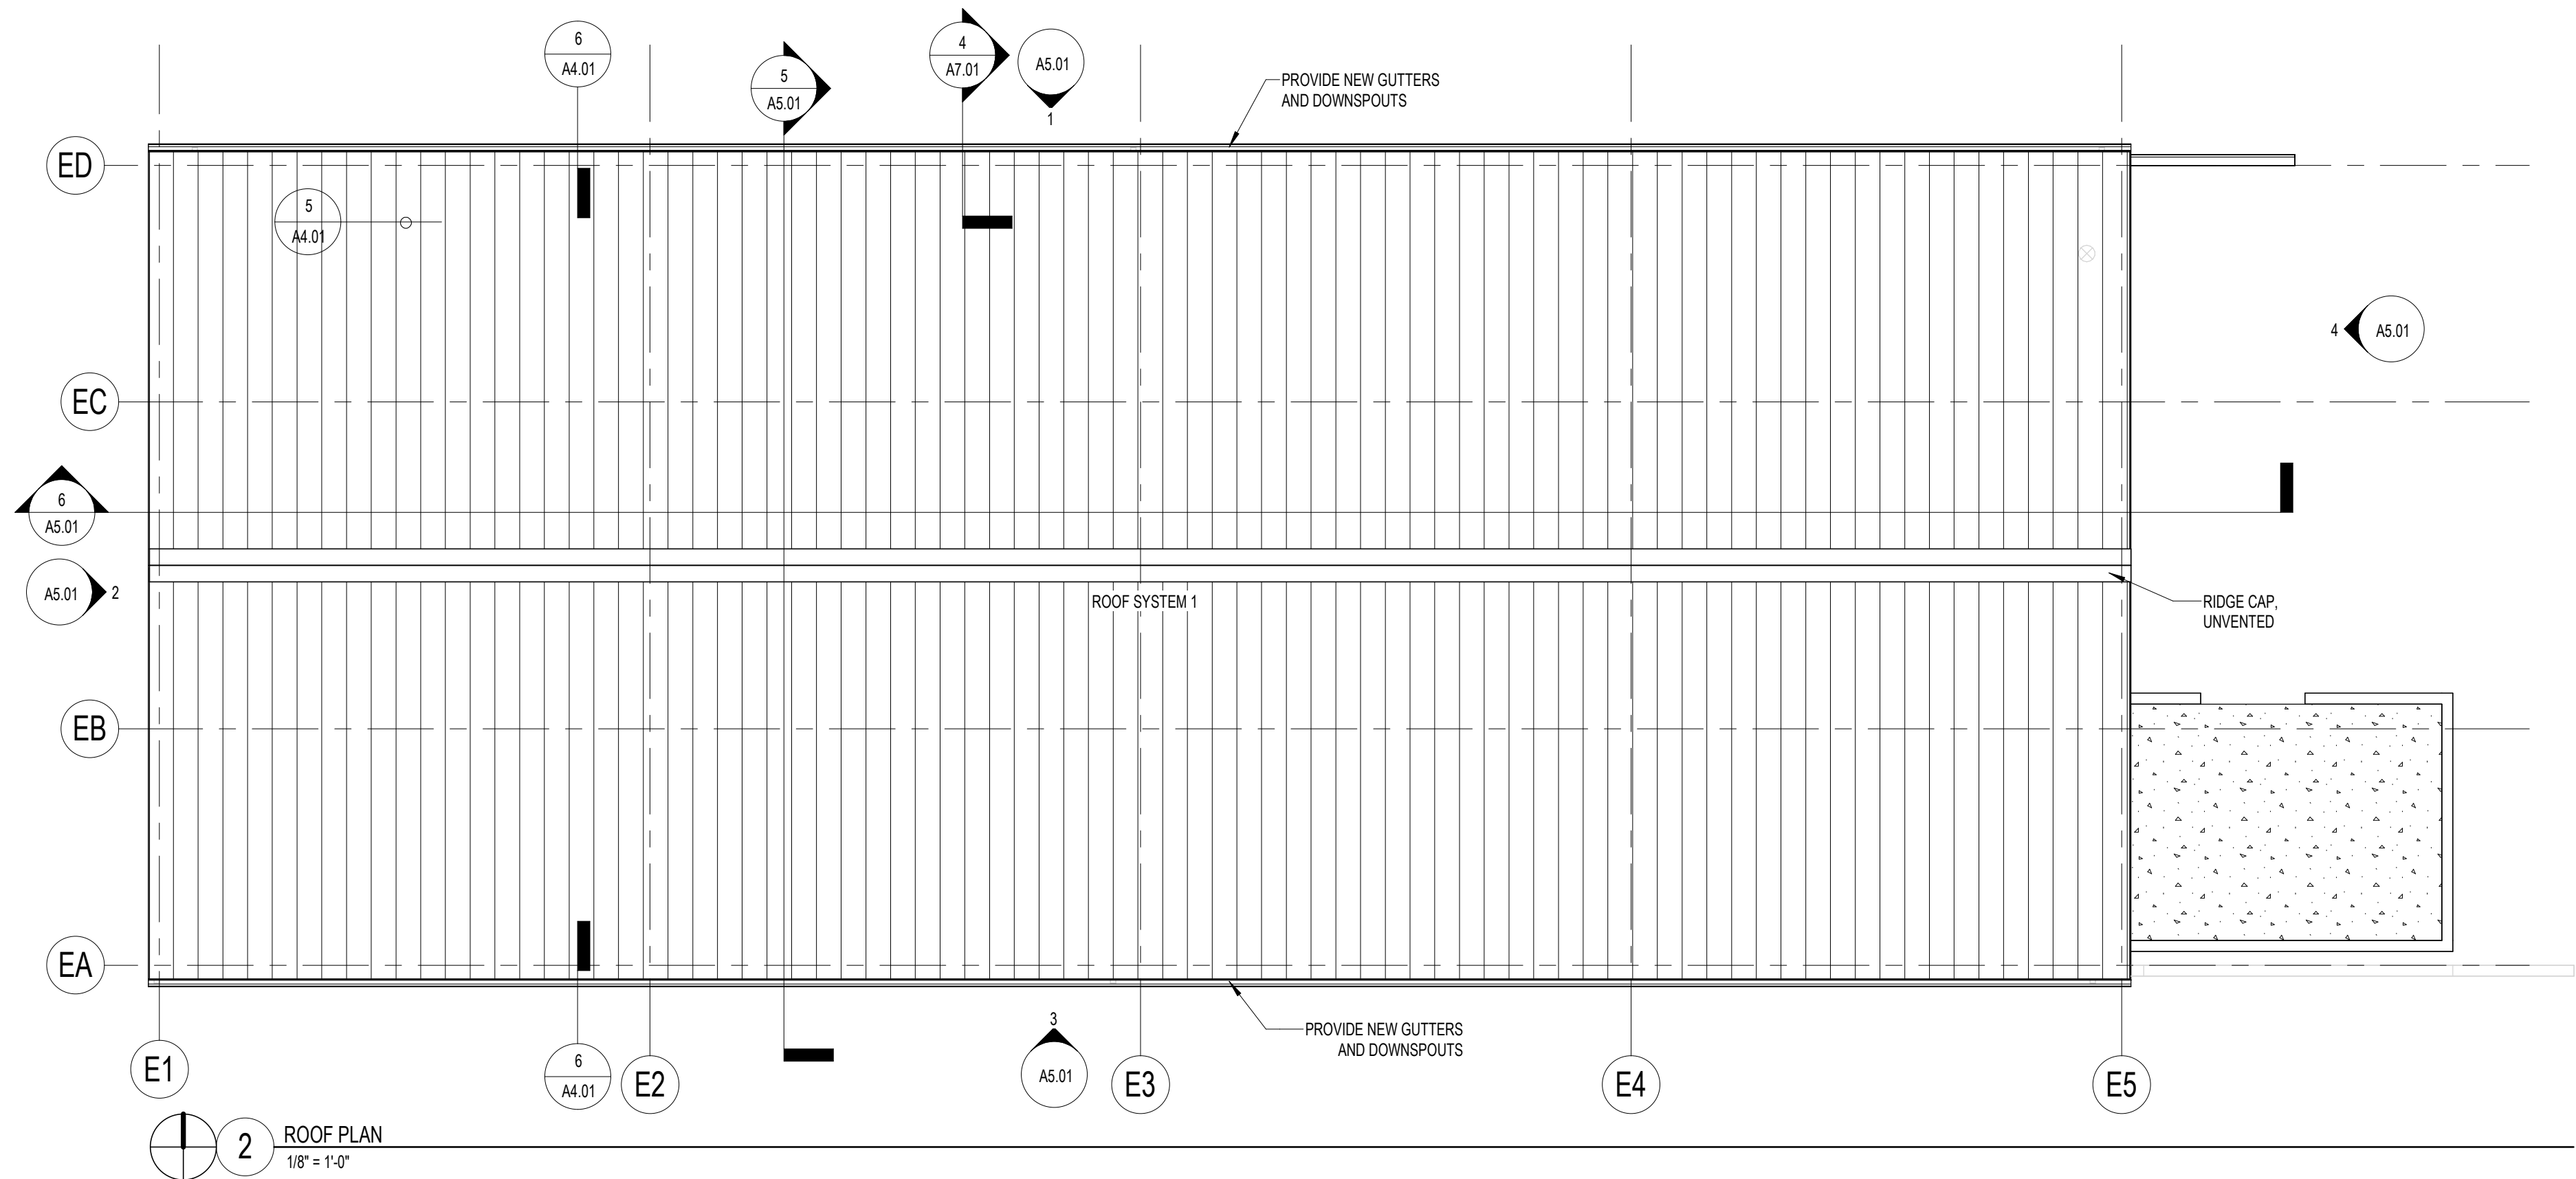 6
A4.01
5
A5.01
4
A7.01
A5.01
1
PROVIDE NEW GUTTERS
AND DOWNSPOUTS
ED
5
A4.01
4
A5.01
EC
6
A5.01
A5.01
2
ROOF SYSTEM 1
RIDGE CAP,
UNVENTED
EB
EA
3
A5.01
PROVIDE NEW GUTTERS
AND DOWNSPOUTS
E1
6
A4.01
E2
E3
E4
E5
2
ROOF PLAN
1/8" = 1'-0"